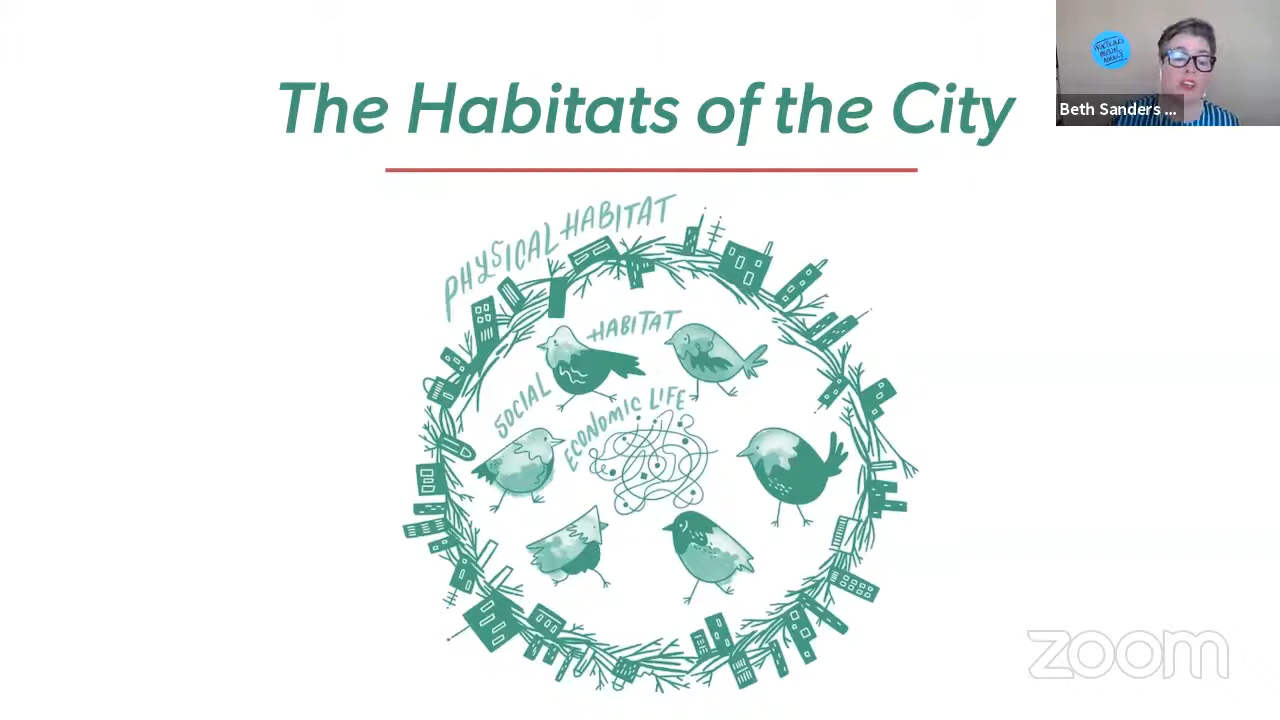 The Habitats of the City
Beth Sanders ...
PHYSICAL HABITAT
SOCIAL HABITAT
ECONOMIC LIFE
zoom